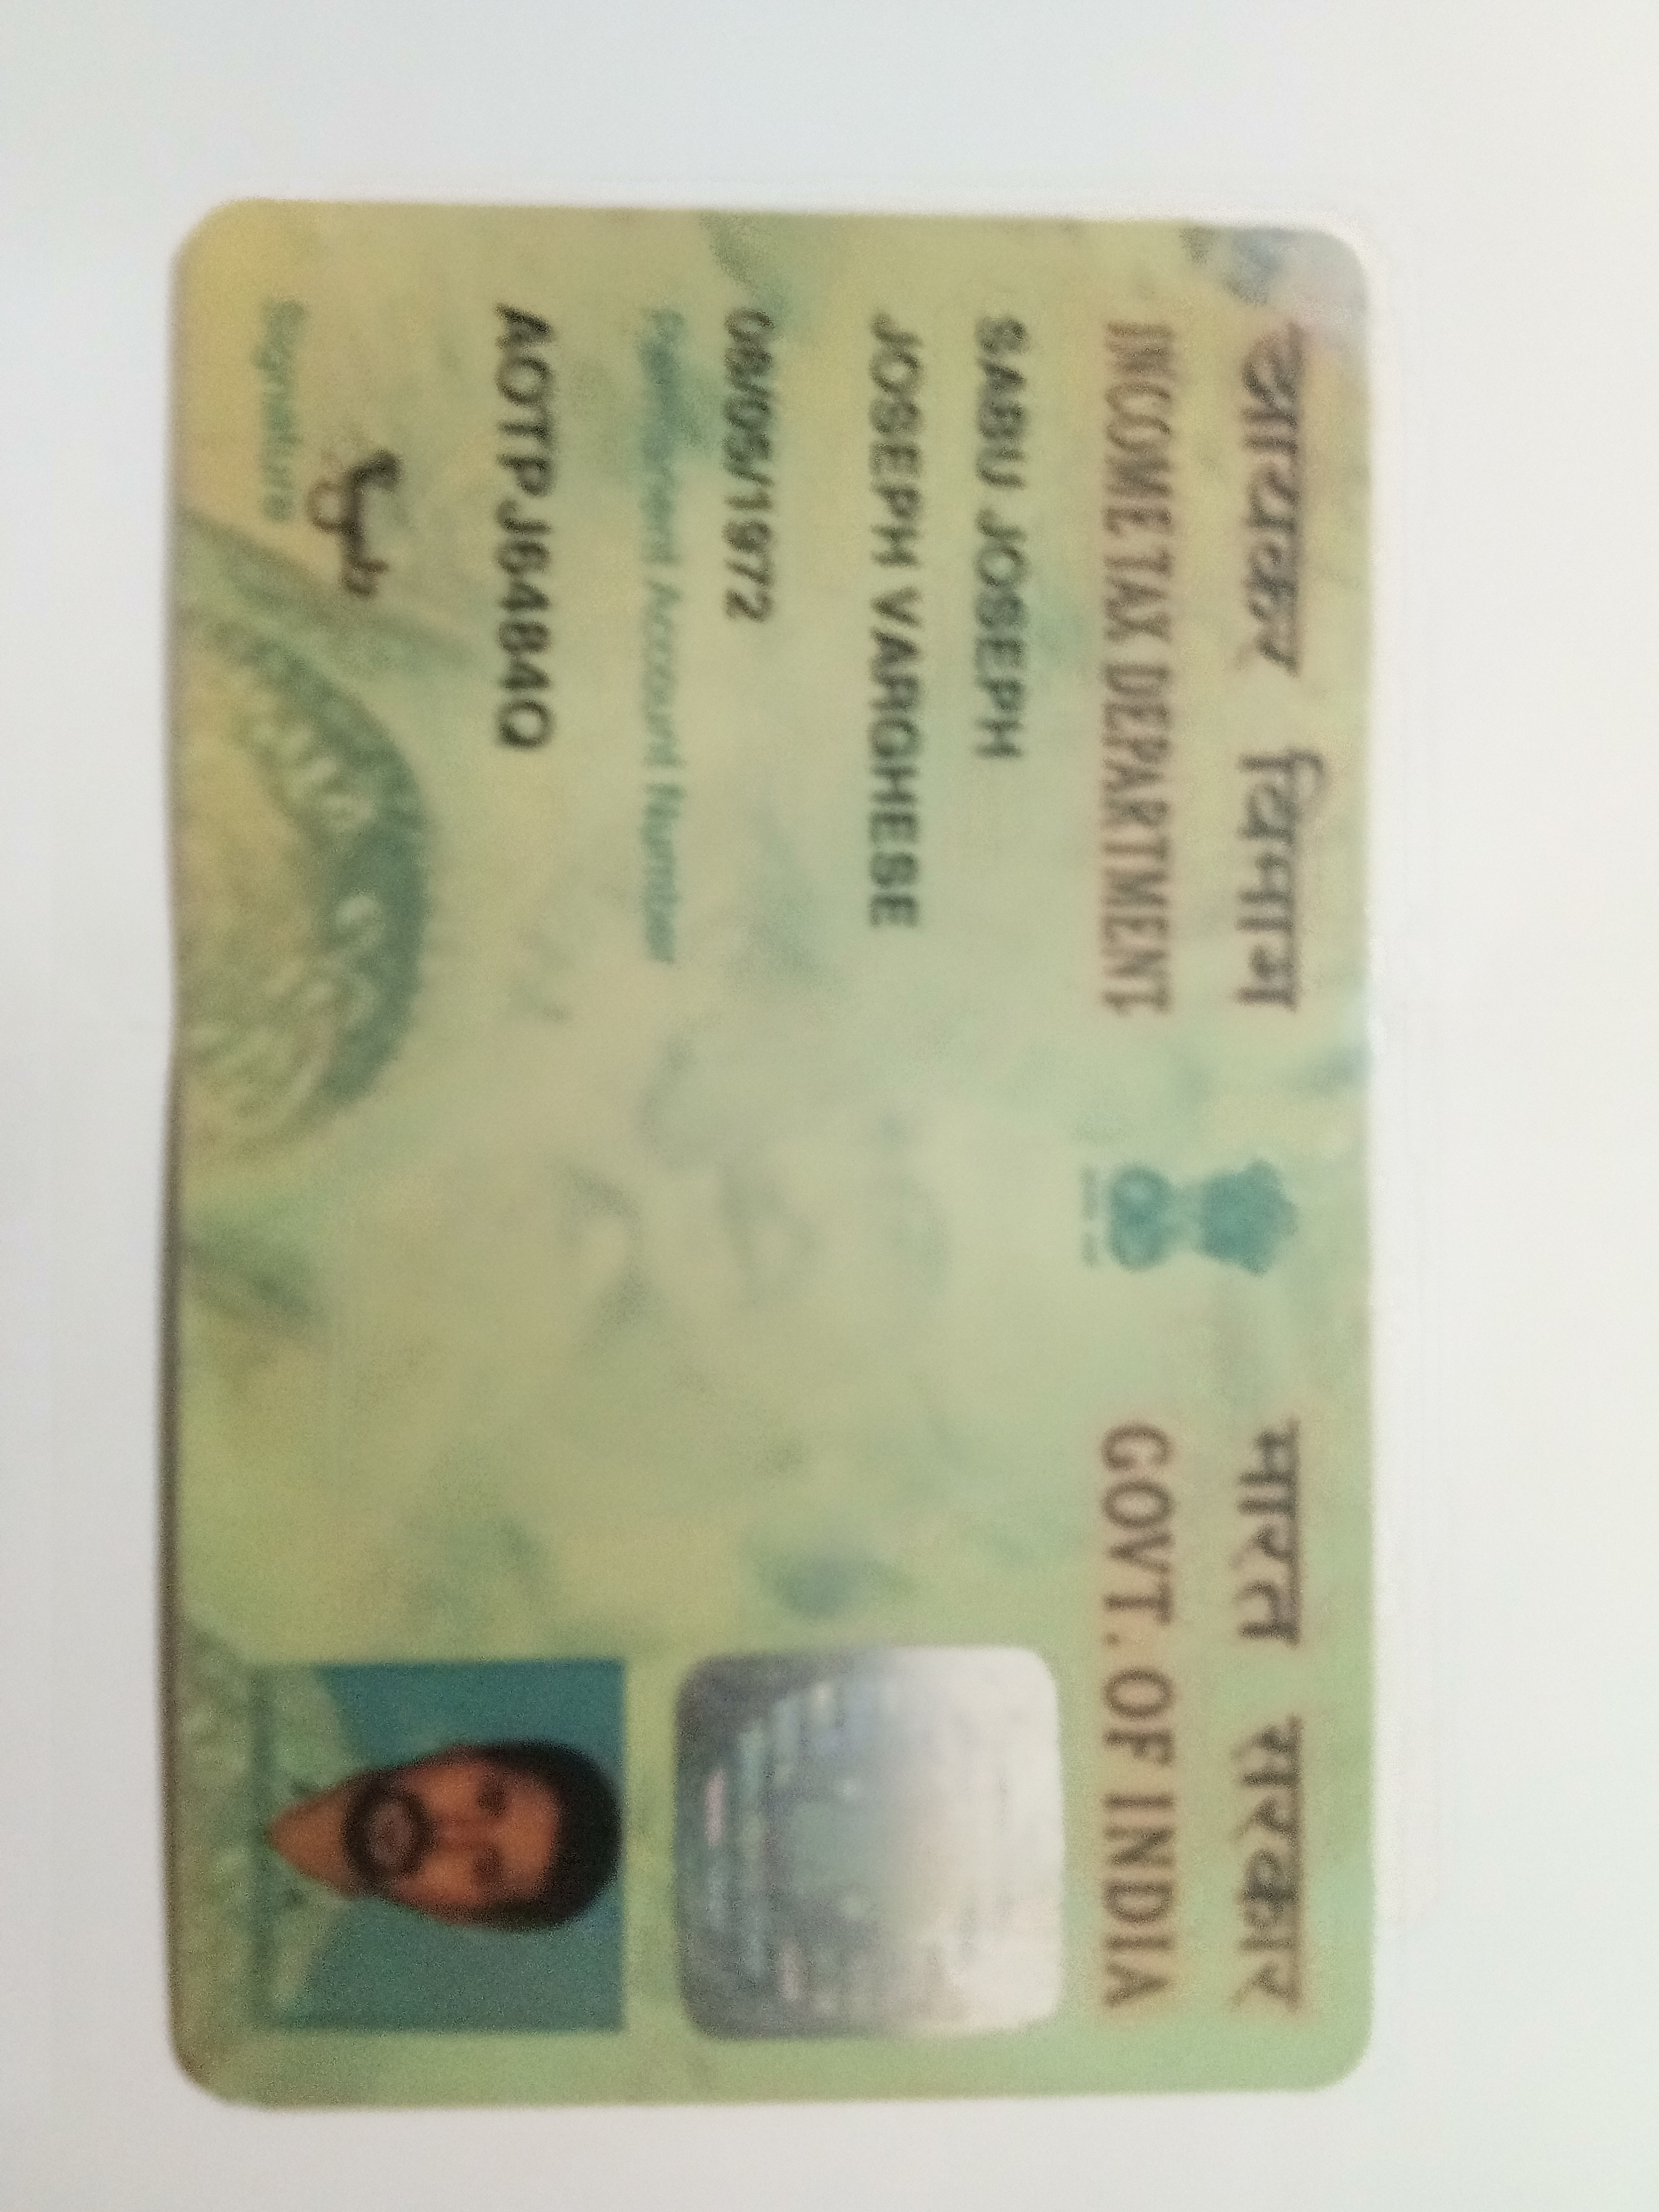 आयकर विभाग
INCOME TAX DEPARTMENT
भारत सरकार
GOVT. OF INDIA
SABU JOSEPH
JOSEPH VARGHESE
/05/1972
Permanent Account Number
AOTPJ6484Q
Signature